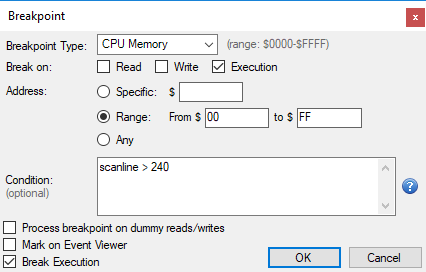 Breakpoint
x
Breakpoint Type: CPU Memory (range: $0000-$FFFF)
Break on: Read Write Execution
Address: Specific: $
Range: From $ 00 to $ FF
Any
Condition: scanline > 240
(optional)
?
Process breakpoint on dummy reads/writes
Mark on Event Viewer
Break Execution OK Cancel